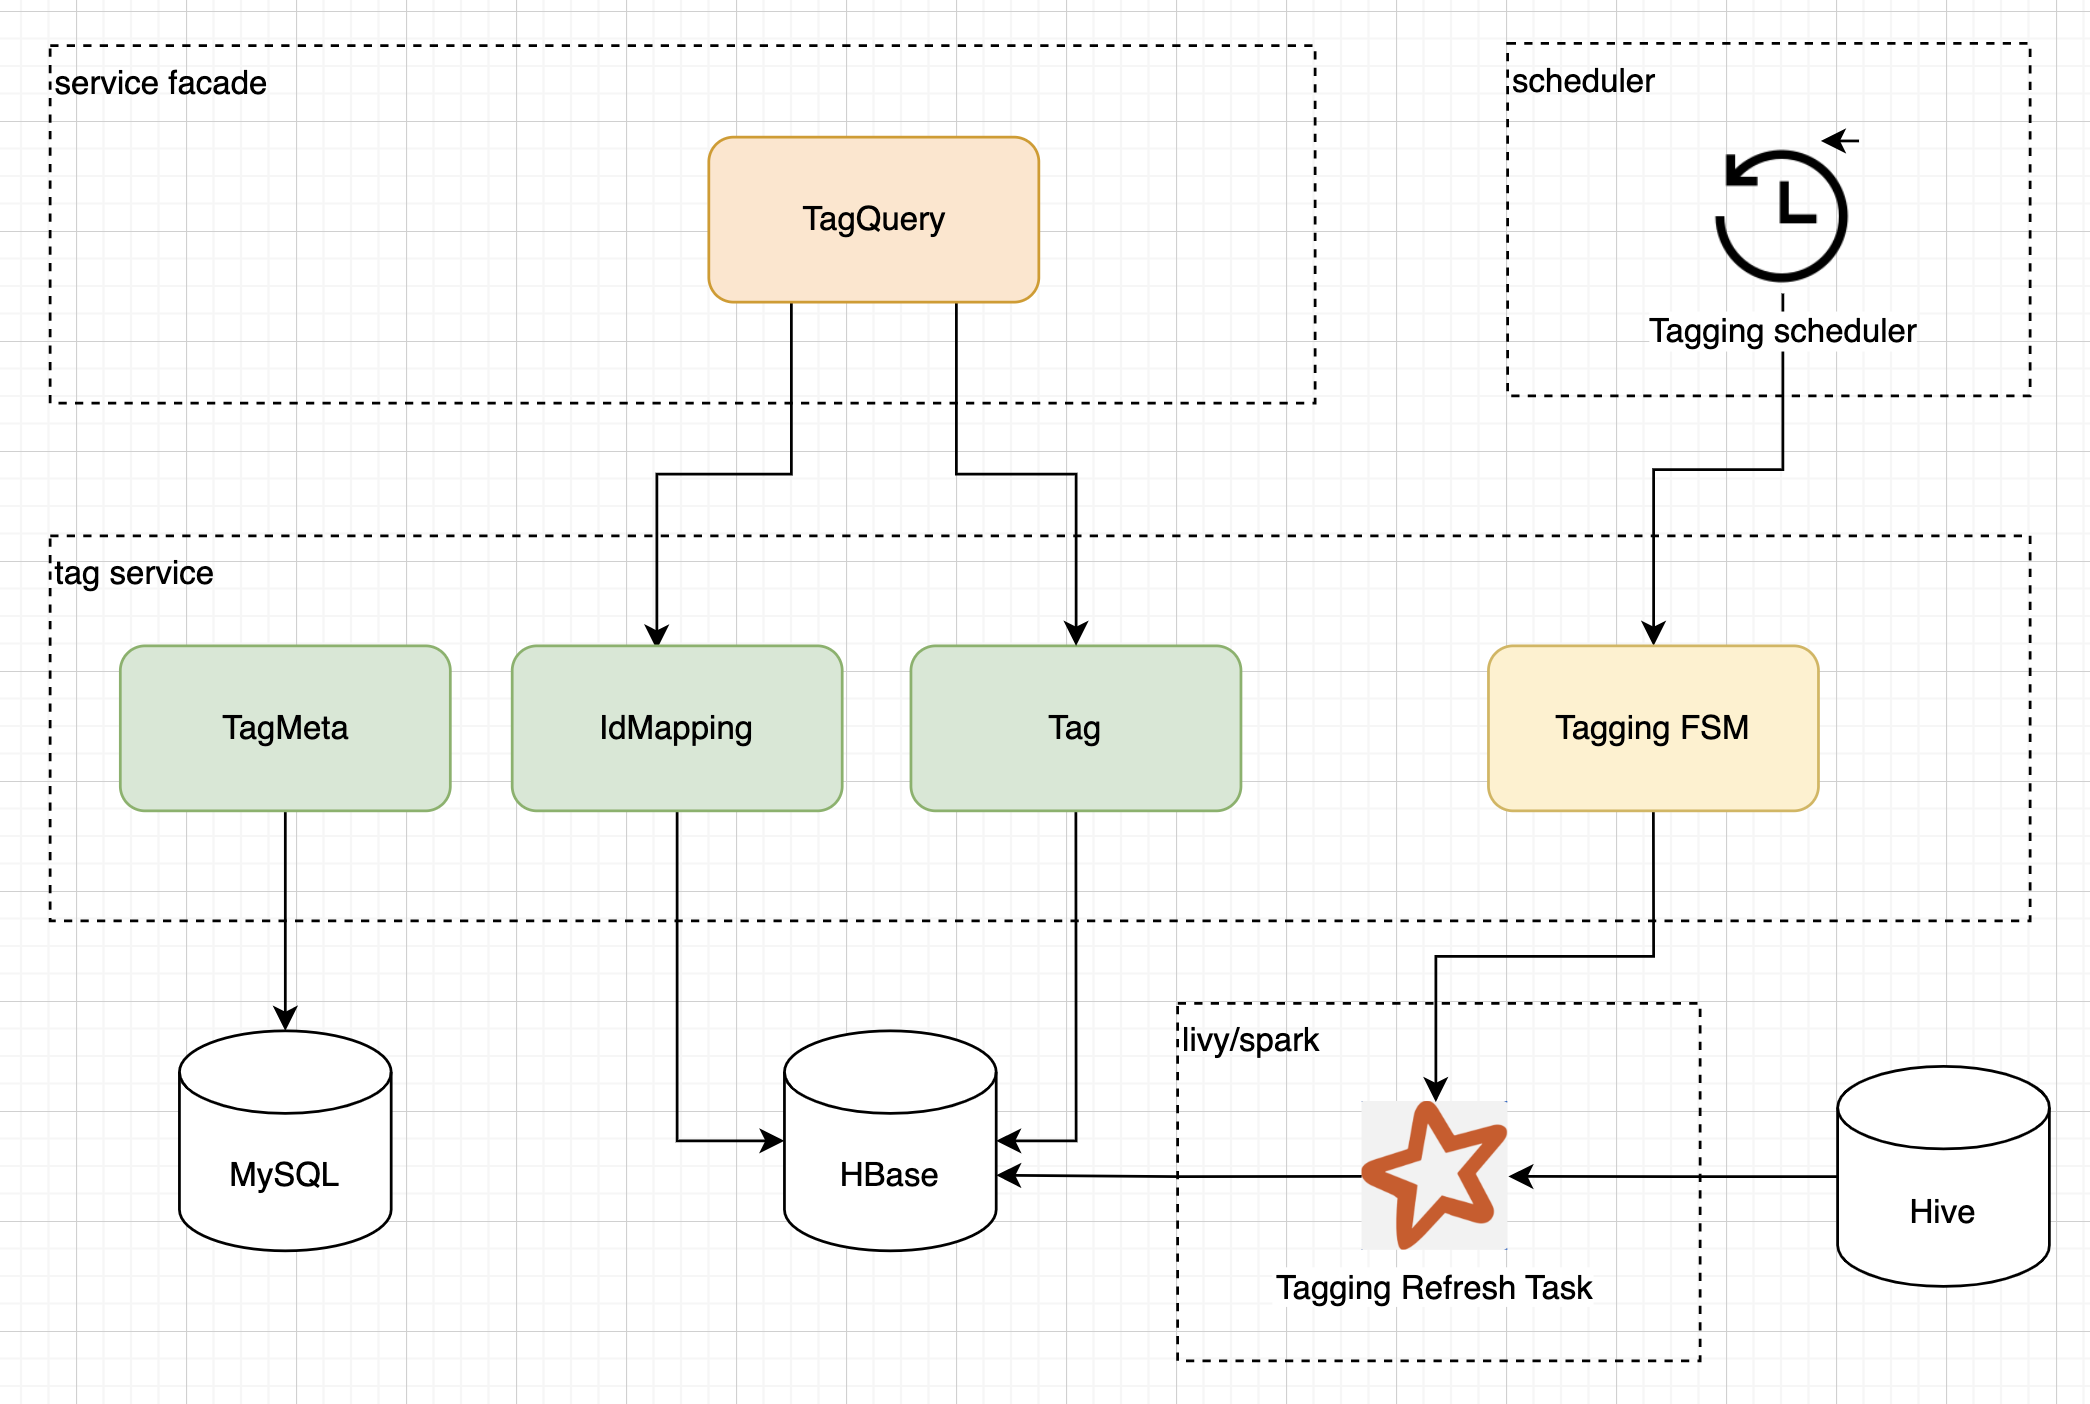 service facade
scheduler
TagQuery
Tagging scheduler
tag service
TagMeta
IdMapping
Tag
Tagging FSM
livy/spark
MySQL
HBase
Hive
Tagging Refresh Task